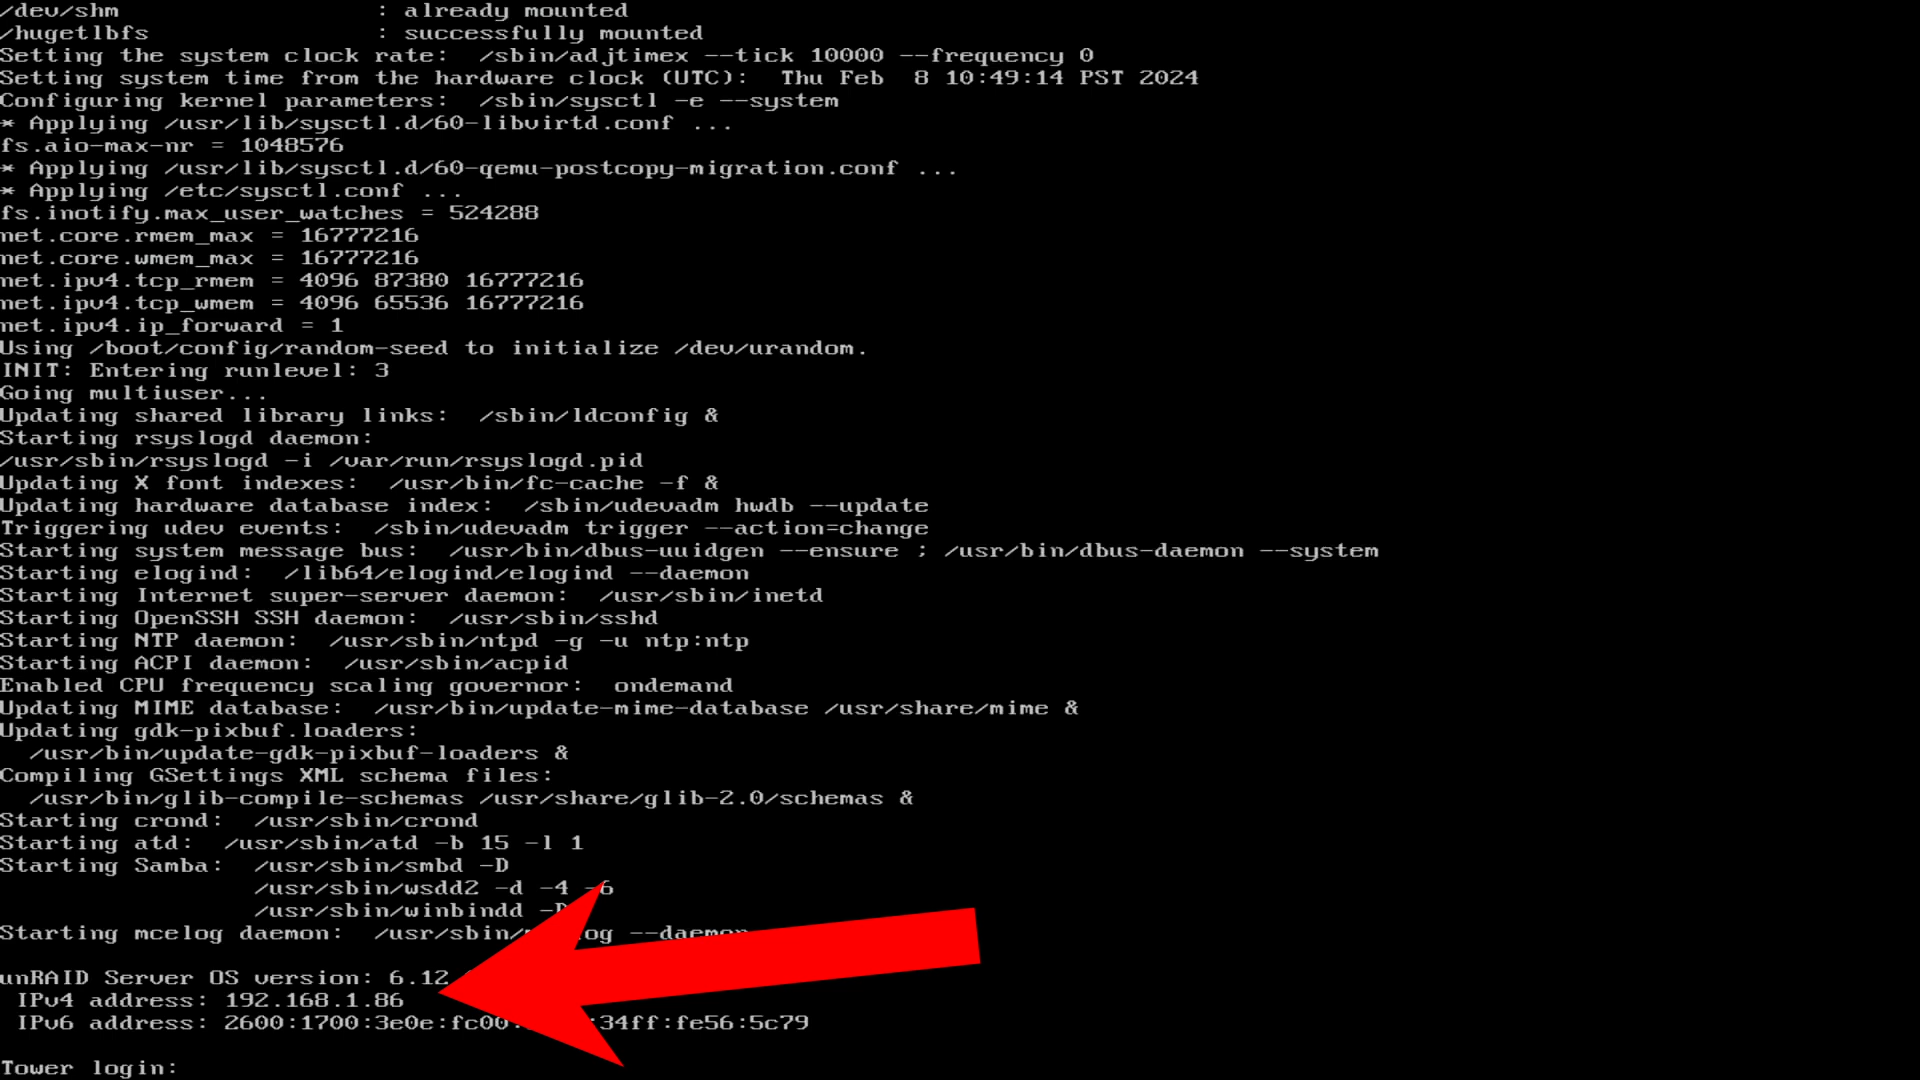 /dev/shm : already mounted
/hugetlbfs : successfully mounted
Setting the system clock rate: /sbin/adjtimex --tick 10000 --frequency 0
Setting system time from the hardware clock (UTC): Thu Feb 8 10:49:14 PST 2024
Configuring kernel parameters: /sbin/sysctl -e --system
* Applying /usr/lib/sysctl.d/60-libvirtd.conf ...
fs.aio-max-nr = 1048576
* Applying /usr/lib/sysctl.d/60-qemu-postcopy-migration.conf ...
* Applying /etc/sysctl.conf ...
fs.inotify.max_user_watches = 524288
net.core.rmem_max = 16777216
net.core.wmem_max = 16777216
net.ipv4.tcp_rmem = 4096 87380 16777216
net.ipv4.tcp_wmem = 4096 65536 16777216
net.ipv4.ip_forward = 1
Using /boot/config/random-seed to initialize /dev/urandom.
INIT: Entering runlevel: 3
Going multiuser...
Updating shared library links: /sbin/ldconfig &
Starting rsyslogd daemon:
/usr/sbin/rsyslogd -i /var/run/rsyslogd.pid
Updating X font indexes: /usr/bin/fc-cache -f &
Updating hardware database index: /sbin/udevadm hwdb --update
Triggering udev events: /sbin/udevadm trigger --action=change
Starting system message bus: /usr/bin/dbus-uuidgen --ensure ; /usr/bin/dbus-daemon --system
Starting elogind: /lib64/elogind/elogind --daemon
Starting Internet super-server daemon: /usr/sbin/inetd
Starting OpenSSH SSH daemon: /usr/sbin/sshd
Starting NTP daemon: /usr/sbin/ntpd -g -u ntp:ntp
Starting ACPI daemon: /usr/sbin/acpid
Enabled CPU frequency scaling governor: ondemand
Updating MIME database: /usr/bin/update-mime-database /usr/share/mime &
Updating gdk-pixbuf.loaders:
/usr/bin/update-gdk-pixbuf-loaders &
Compiling GSettings XML schema files:
/usr/bin/glib-compile-schemas /usr/share/glib-2.0/schemas &
Starting crond: /usr/sbin/crond
Starting atd: /usr/sbin/atd -b 15 -l 1
Starting Samba: /usr/sbin/smbd -D
/usr/sbin/wsdd2 -d -4 -6
/usr/sbin/winbindd -D
Starting mcelog daemon: --daemon
unRAID Server OS version: 6.12
IPv4 address: 192.168.1.86
IPv6 address: 2600:1700:3e0e:fc00: 34ff:fe56:5c79
Tower login: